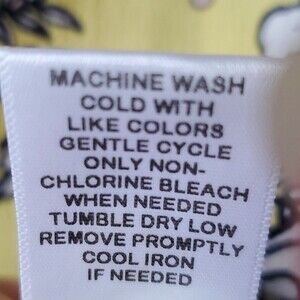 MACHINE WASH
COLD WITH
LIKE COLORS
GENTLE CYCLE
ONLY NON-
CHLORINE BLEACH
WHEN NEEDED
TUMBLE DRY LOW
REMOVE PROMPTLY
COOL IRON
IF NEEDED